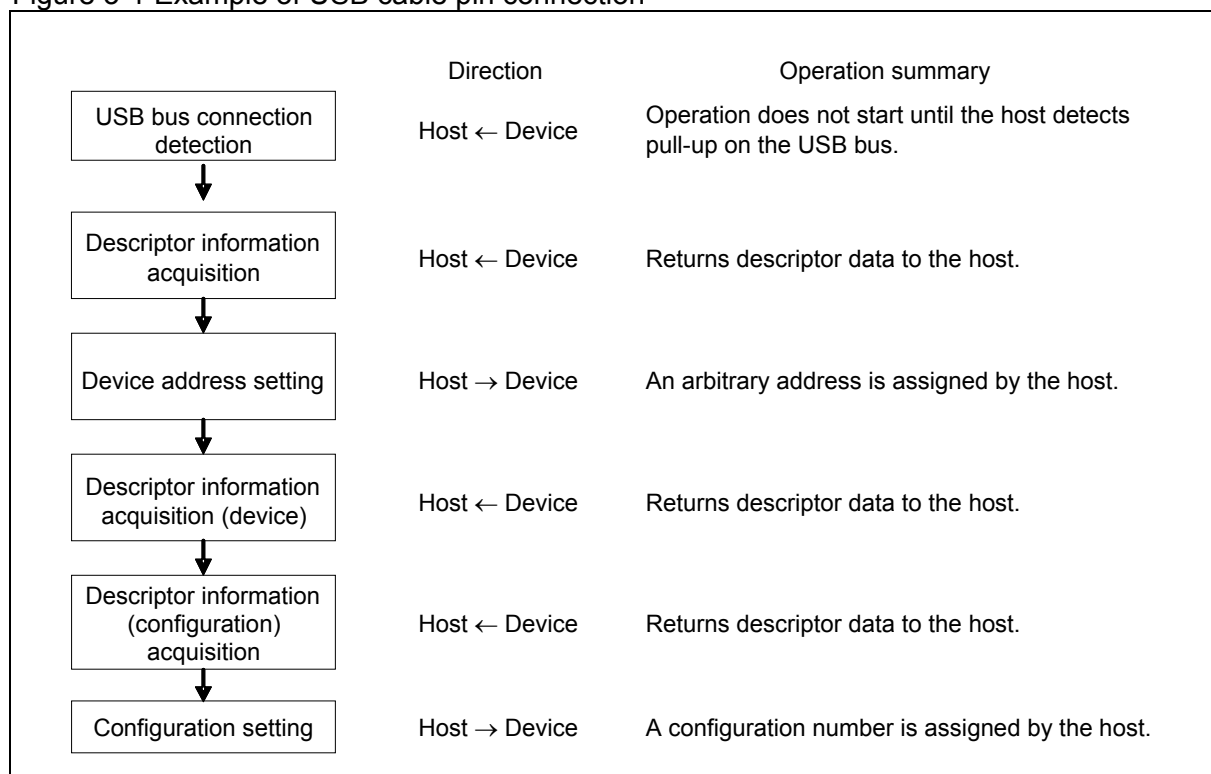 Figure 3-1 Example of USB cable pin connection
Direction Operation summary
USB bus connection
detection
Host ← Device
Operation does not start until the host detects
pull-up on the USB bus.
Descriptor information
acquisition
Host ← Device
Returns descriptor data to the host.
Device address setting
Host → Device
An arbitrary address is assigned by the host.
Descriptor information
acquisition (device)
Host ← Device
Returns descriptor data to the host.
Descriptor information
(configuration)
acquisition
Host ← Device
Returns descriptor data to the host.
Configuration setting
Host → Device
A configuration number is assigned by the host.